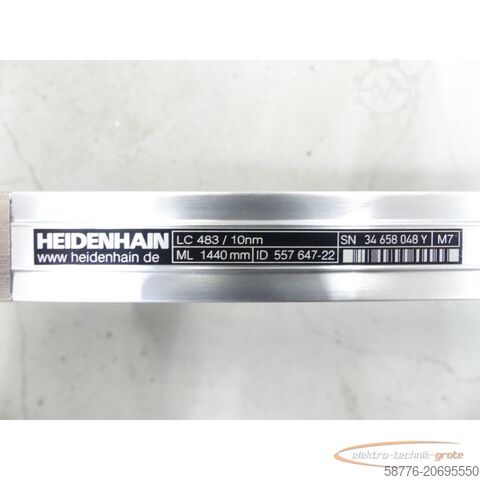 HEIDENHAIN LC 483 / 10nm SN 34 658 048 Y M7
www heidenhain de ML 1440 mm ID 557 647-22
elektro-technik-grote
58776-20695550